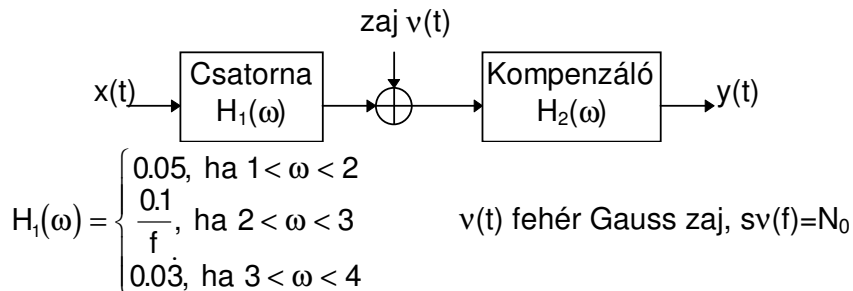 zaj ν(t)
x(t)
Csatorna
H₁(ω)
Kompenzáló
H₂(ω)
y(t)
H₁(ω) = { 0.05, ha 1 < ω < 2
0.1/f, ha 2 < ω < 3
0.03̇, ha 3 < ω < 4
ν(t) fehér Gauss zaj, sν(f)=N₀